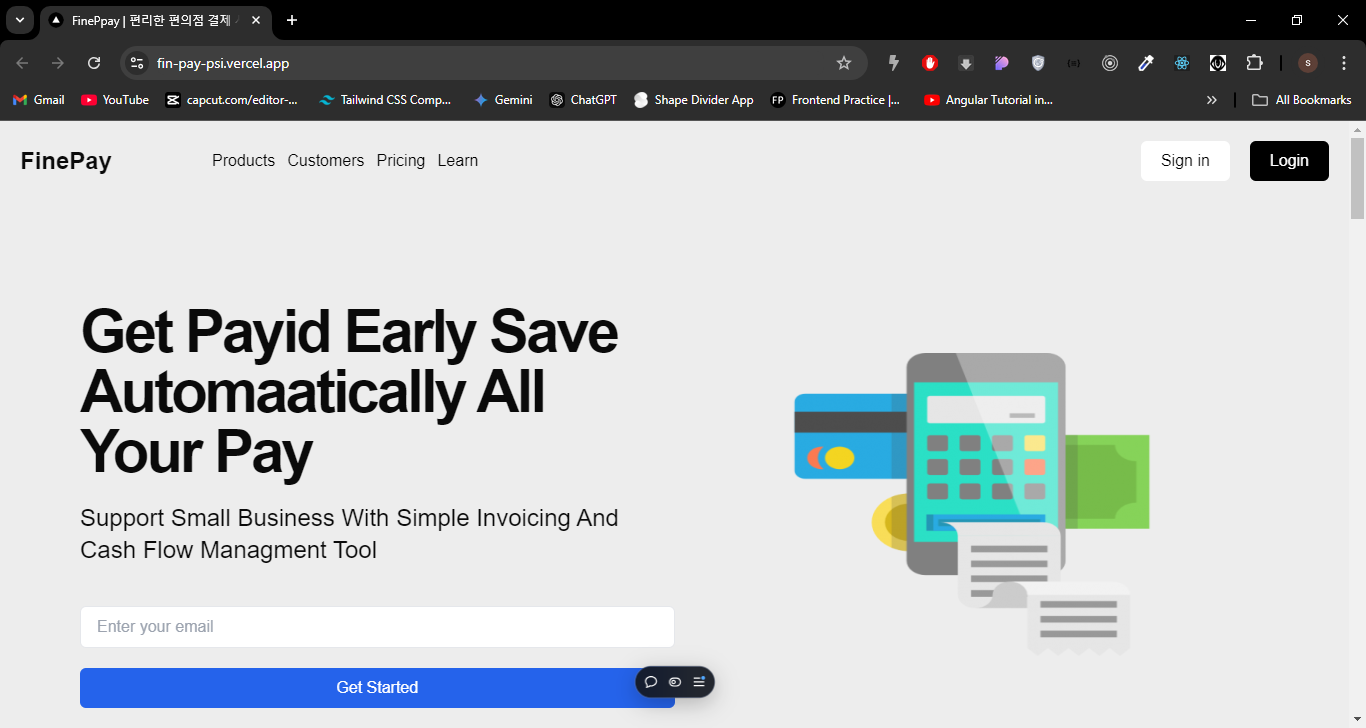 FinePpay | 편리한 편의점 결제
fin-pay-psi.vercel.app
S
Gmail YouTube capcut.com/editor-... Tailwind CSS Comp... Gemini ChatGPT Shape Divider App FP Frontend Practice |... Angular Tutorial in... » All Bookmarks
FinePay Products Customers Pricing Learn Sign in Login
Get Payid Early Save
Automaatically All
Your Pay
Support Small Business With Simple Invoicing And
Cash Flow Managment Tool
Enter your email
Get Started